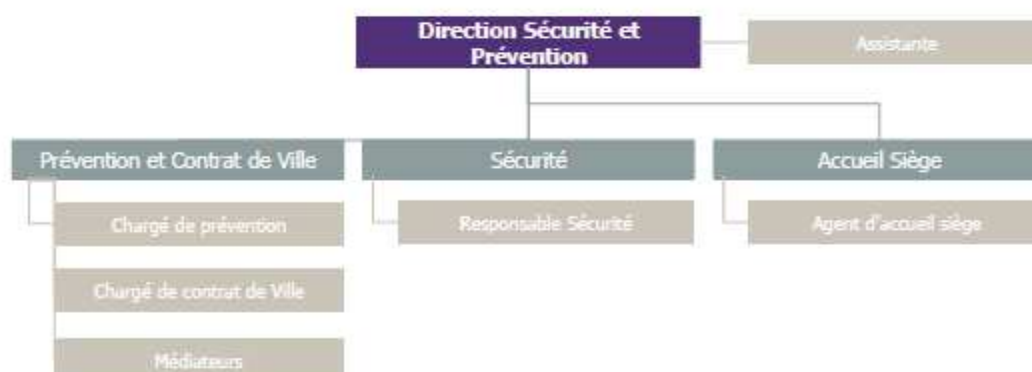 Direction Sécurité et
Prévention
Assistante
Prévention et Contrat de Ville
Sécurité
Accueil Siège
Chargé de prévention
Responsable Sécurité
Agent d'accueil siège
Chargé de contrat de Ville
Médiateurs